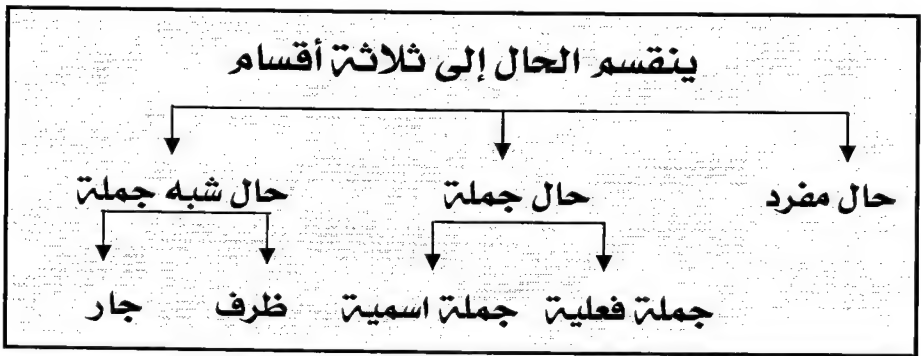 ينقسم الحال إلى ثلاثة أقسام
حال مفرد حال جملة حال شبه جملة
جملة فعلية جملة اسمية ظرف جار